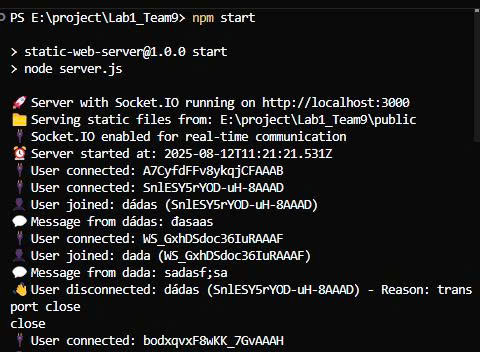 PS E:\project\Lab1_Team9> npm start
> static-web-server@1.0.0 start
> node server.js
🚀 Server with Socket.IO running on http://localhost:3000
📁 Serving static files from: E:\project\Lab1_Team9\public
🔌 Socket.IO enabled for real-time communication
⏰ Server started at: 2025-08-12T11:21:21.531Z
🔌 User connected: A7CyfdFFv8ykqjCFAAAB
🔌 User connected: SnlESY5rYOD-uH-8AAAD
👤 User joined: dádas (SnlESY5rYOD-uH-8AAAD)
💬 Message from dádas: đasaas
🔌 User connected: WS_GxhDSdoc36IuRAAAF
👤 User joined: dada (WS_GxhDSdoc36IuRAAAF)
💬 Message from dada: sadasf;sa
👋 User disconnected: dádas (SnlESY5rYOD-uH-8AAAD) - Reason: trans
port close
close
🔌 User connected: bodxqvxF8wKK_7GvAAAH